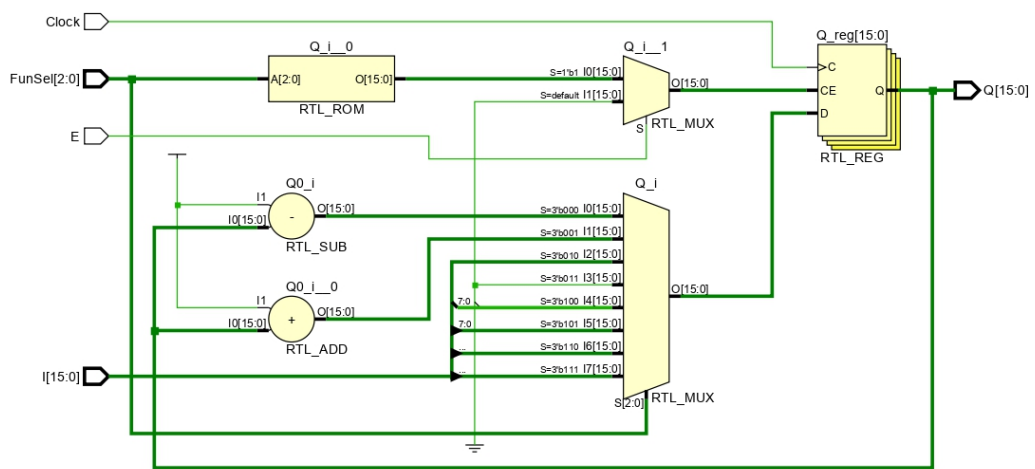 Clock
FunSel[2:0]
E
I[15:0]
Q_i__0
A[2:0]
O[15:0]
RTL_ROM
Q_i__1
S=1'b1
I0[15:0]
S=default
I1[15:0]
O[15:0]
S
RTL_MUX
Q_reg[15:0]
C
CE
D
Q
RTL_REG
Q[15:0]
Q0_i
I1
I0[15:0]
-
O[15:0]
RTL_SUB
Q0_i__0
I1
I0[15:0]
+
O[15:0]
RTL_ADD
Q_i
S=3'b000 I0[15:0]
S=3'b001 I1[15:0]
S=3'b010 I2[15:0]
S=3'b011 I3[15:0]
7:0 S=3'b100 I4[15:0]
7:0 S=3'b101 I5[15:0]
... S=3'b110 I6[15:0]
... S=3'b111 I7[15:0]
O[15:0]
S[2:0]
RTL_MUX